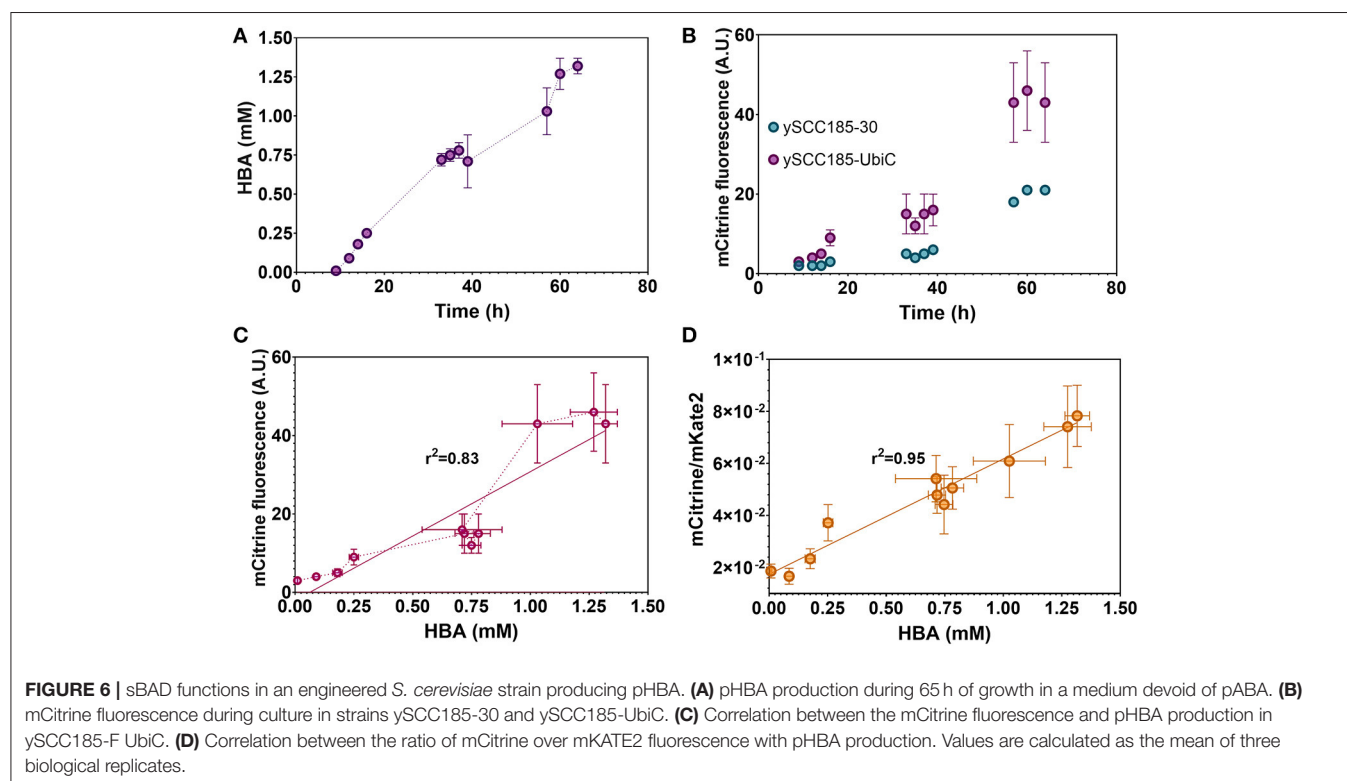 A
1.50
1.25
1.00
0.75
0.50
0.25
0.00
HBA (mM)
0 20 40 60 80
Time (h)
B
60
40
20
0
mCitrine fluorescence (A.U.)
ySCC185-30
ySCC185-UbiC
0 20 40 60 80
Time (h)
C
60
40
20
0
mCitrine fluorescence (A.U.)
r²=0.83
0.00 0.25 0.50 0.75 1.00 1.25 1.50
HBA (mM)
D
1×10⁻¹
8×10⁻²
6×10⁻²
4×10⁻²
2×10⁻²
mCitrine/mKate2
r²=0.95
0.00 0.25 0.50 0.75 1.00 1.25 1.50
HBA (mM)
FIGURE 6 | sBAD functions in an engineered S. cerevisiae strain producing pHBA. (A) pHBA production during 65 h of growth in a medium devoid of pABA. (B)
mCitrine fluorescence during culture in strains ySCC185-30 and ySCC185-UbiC. (C) Correlation between the mCitrine fluorescence and pHBA production in
ySCC185-F UbiC. (D) Correlation between the ratio of mCitrine over mKATE2 fluorescence with pHBA production. Values are calculated as the mean of three
biological replicates.